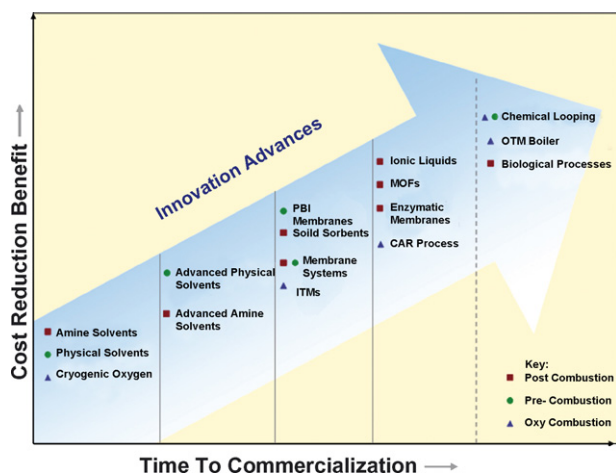 Cost Reduction Benefit
Innovation Advances
Amine Solvents
Physical Solvents
Cryogenic Oxygen
Advanced Physical
Solvents
Advanced Amine
Solvents
PBI
Membranes
Soild Sorbents
Membrane
Systems
ITMs
Ionic Liquids
MOFs
Enzymatic
Membranes
CAR Process
Chemical Looping
OTM Boiler
Biological Processes
Key:
Post Combustion
Pre- Combustion
Oxy Combustion
Time To Commercialization